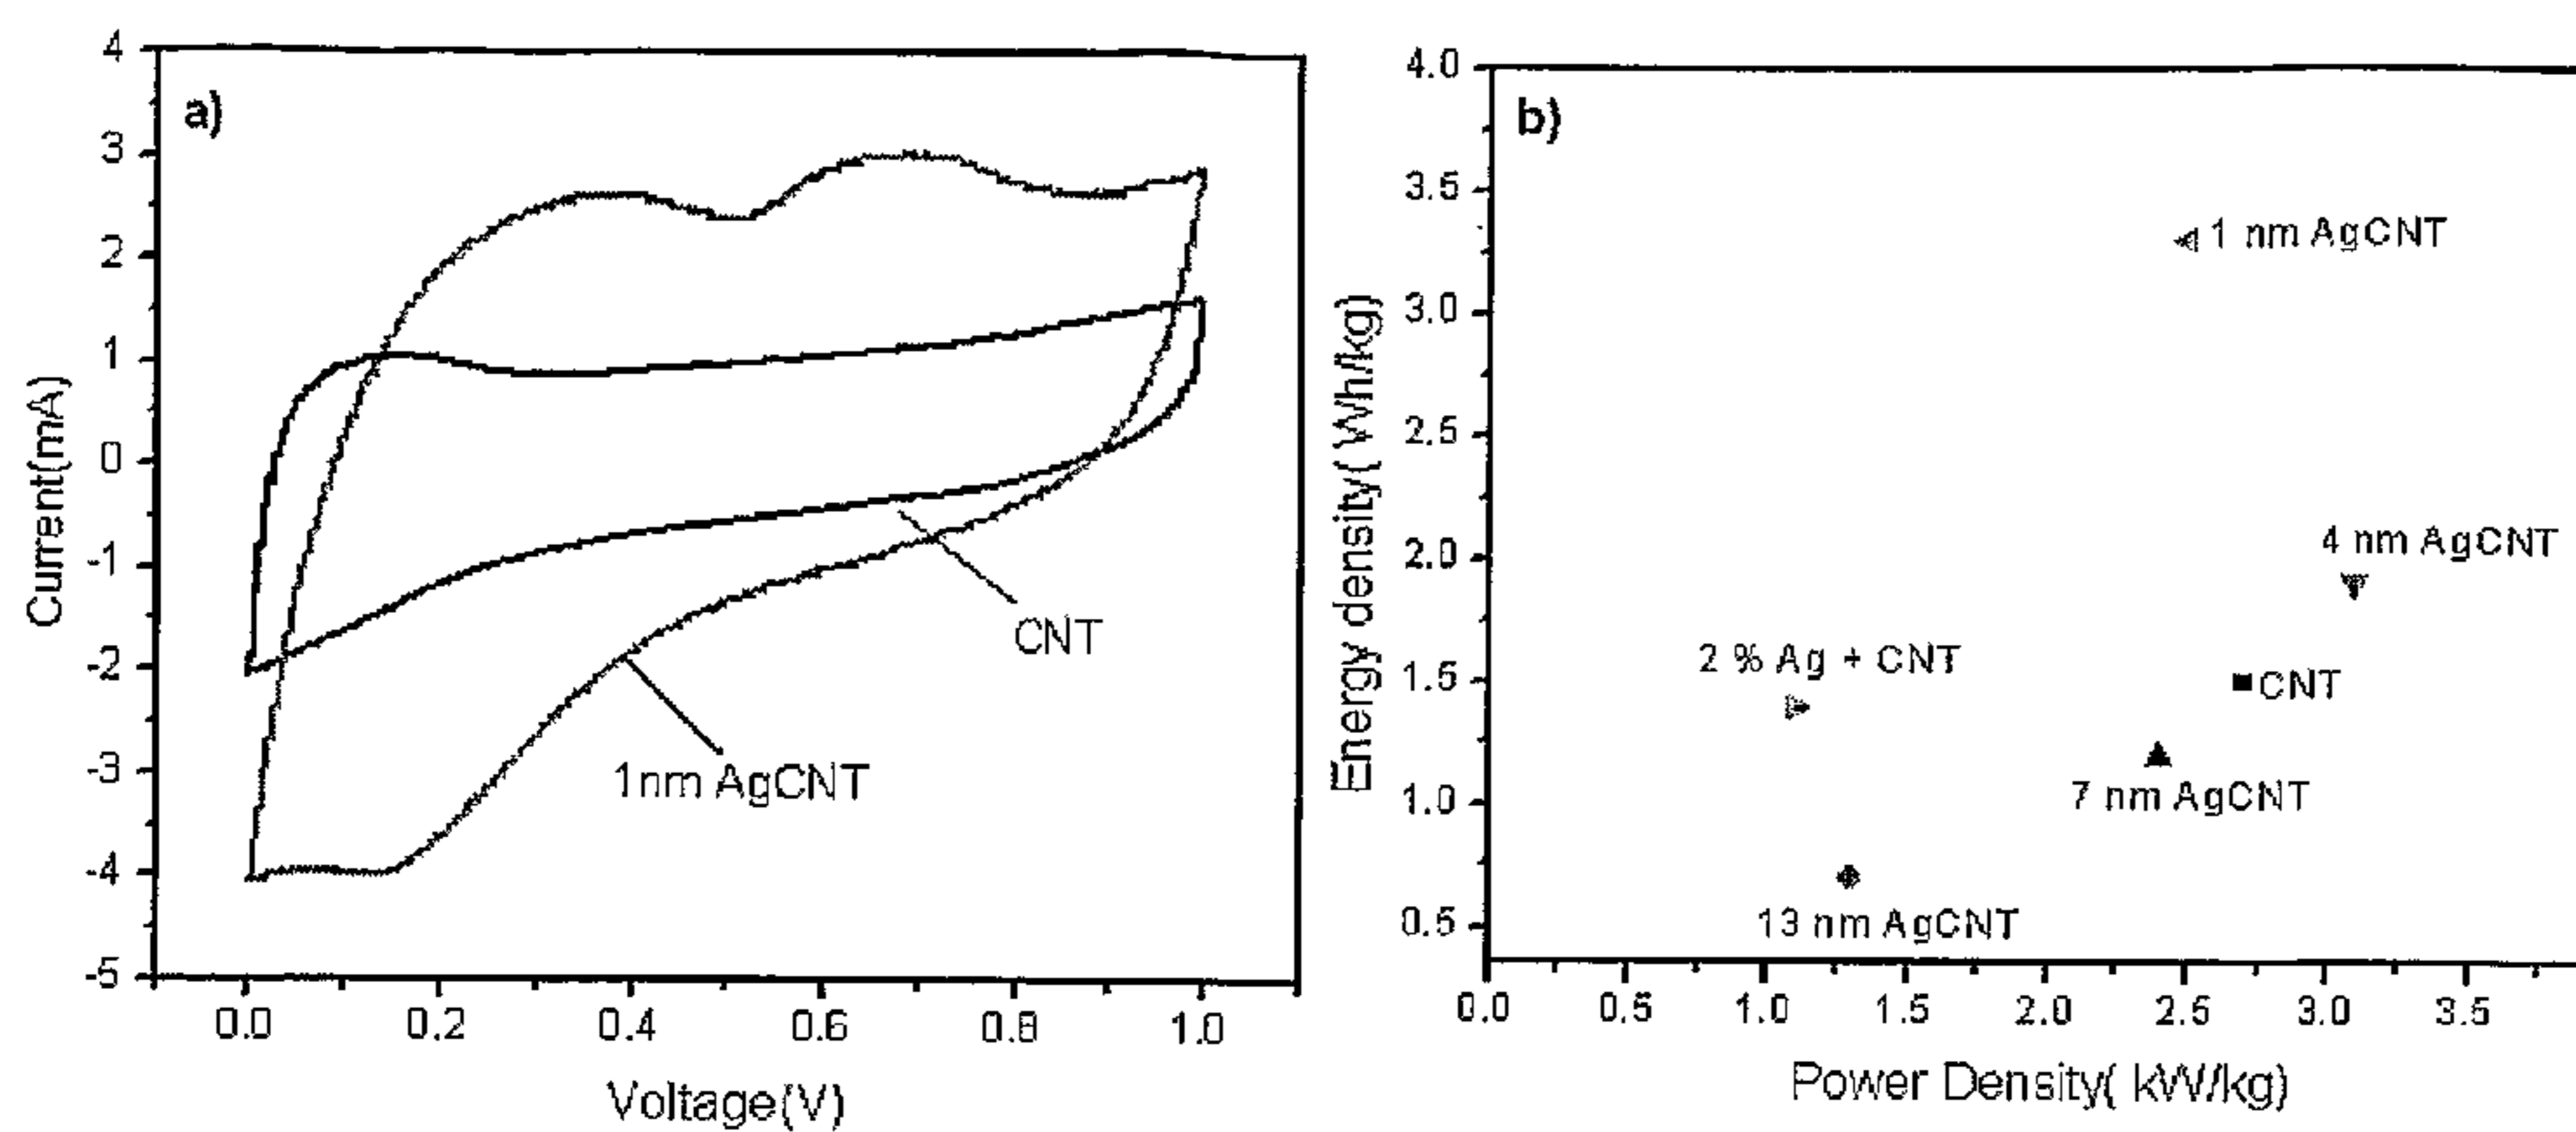 a)
4
3
2
1
0
-1
-2
-3
-4
-5
Current(mA)
0.0 0.2 0.4 0.6 0.8 1.0
Voltage(V)
CNT
1nm AgCNT
b)
4.0
3.5
3.0
2.5
2.0
1.5
1.0
0.5
Energy density( Wh/kg)
0.0 0.5 1.0 1.5 2.0 2.5 3.0 3.5
Power Density( kW/kg)
1 nm AgCNT
4 nm AgCNT
2 % Ag + CNT
CNT
7 nm AgCNT
13 nm AgCNT